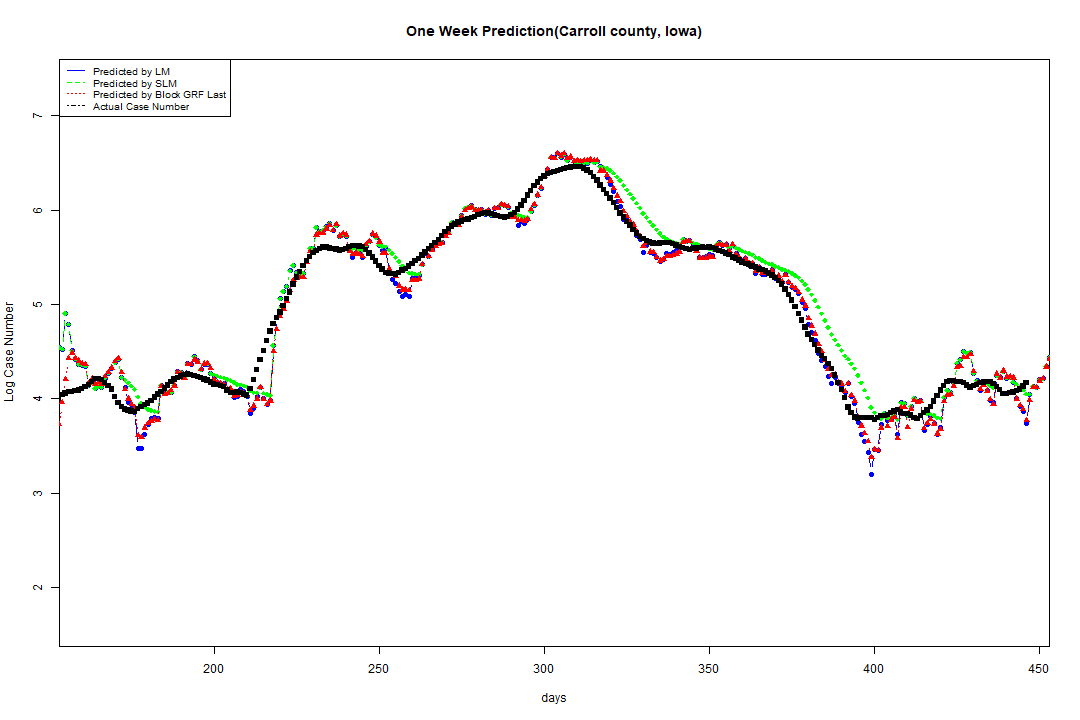 One Week Prediction(Carroll county, Iowa)
Predicted by LM
Predicted by SLM
Predicted by Block GRF Last
Actual Case Number
7
6
5
4
3
2
Log Case Number
200 250 300 350 400 450
days